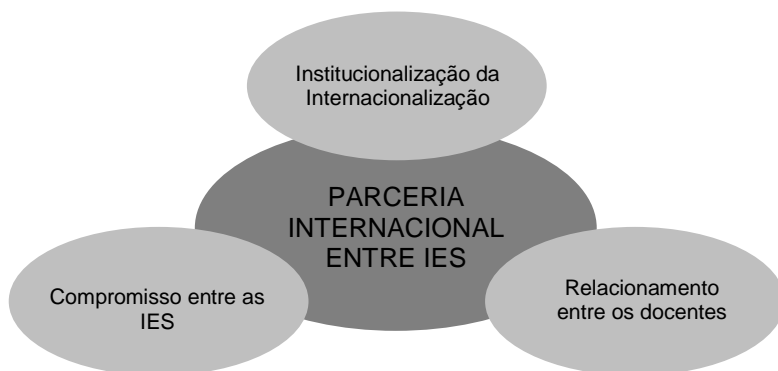 Institucionalização da
Internacionalização
PARCERIA
INTERNACIONAL
ENTRE IES
Compromisso entre as
IES
Relacionamento
entre os docentes